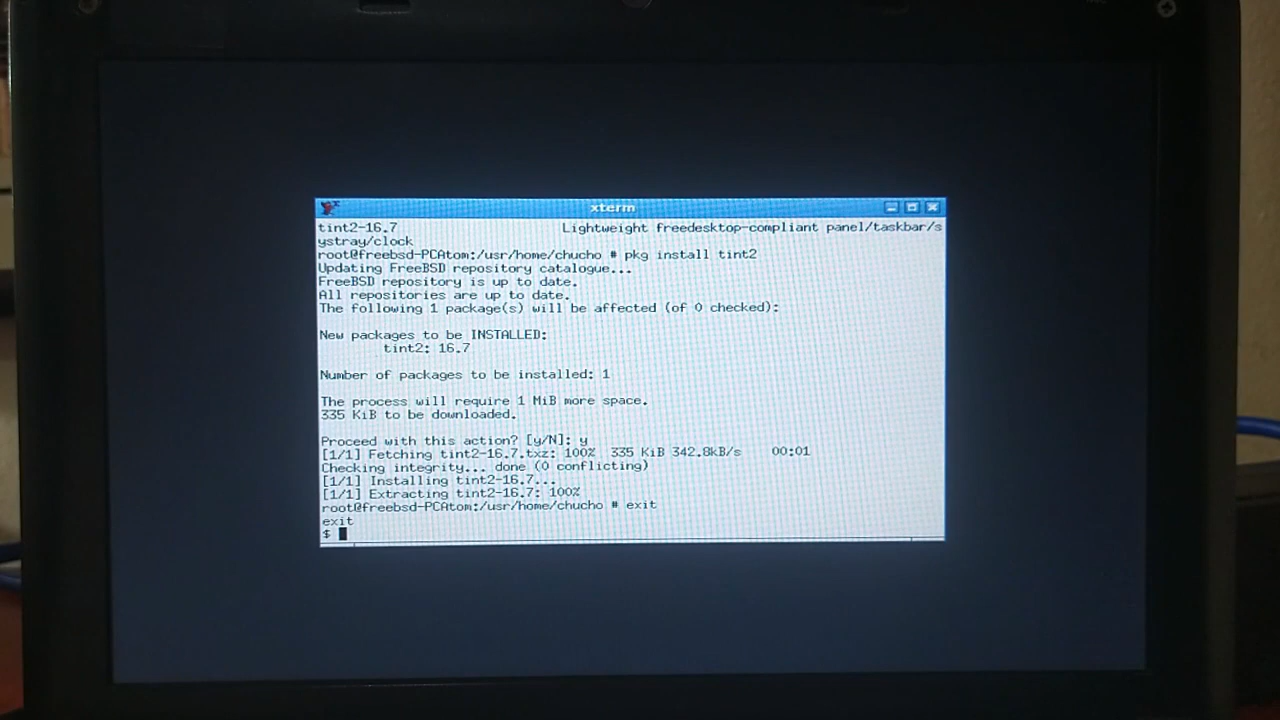 xterm
tint2-16.7 Lightweight freedesktop-compliant panel/taskbar/s
ystray/clock
root@freebsd-PCAtom:/usr/home/chucho # pkg install tint2
Updating FreeBSD repository catalogue...
FreeBSD repository is up to date.
All repositories are up to date.
The following 1 package(s) will be affected (of 0 checked):
New packages to be INSTALLED:
tint2: 16.7
Number of packages to be installed: 1
The process will require 1 MiB more space.
335 KiB to be downloaded.
Proceed with this action? [y/N]: y
[1/1] Fetching tint2-16.7.txz: 100% 335 KiB 342.8kB/s 00:01
Checking integrity... done (0 conflicting)
[1/1] Installing tint2-16.7...
[1/1] Extracting tint2-16.7: 100%
root@freebsd-PCAtom:/usr/home/chucho # exit
exit
$